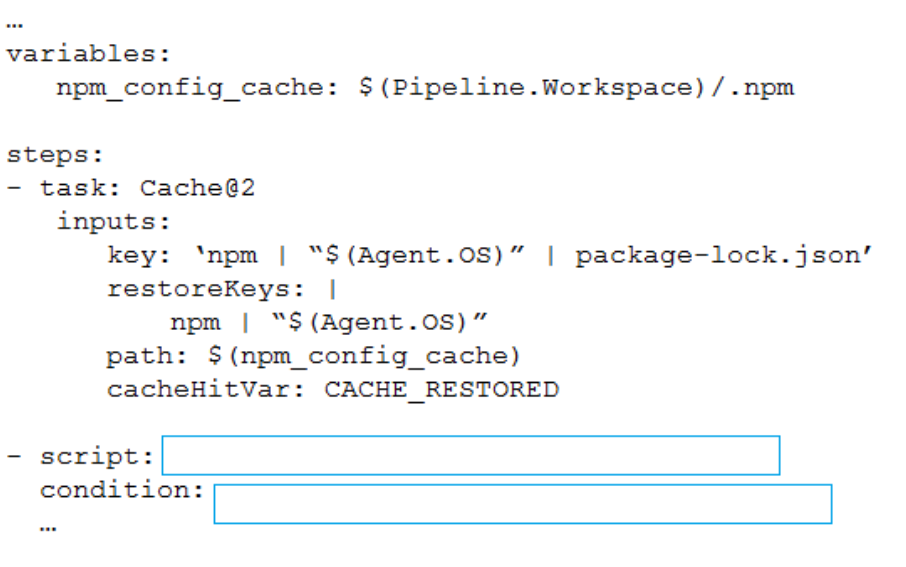 …
variables:
npm_config_cache: $(Pipeline.Workspace)/.npm
steps:
- task: Cache@2
inputs:
key: ‘npm | “$(Agent.OS)” | package-lock.json’
restoreKeys: |
npm | “$(Agent.OS)”
path: $(npm_config_cache)
cacheHitVar: CACHE_RESTORED
- script:
condition:
…